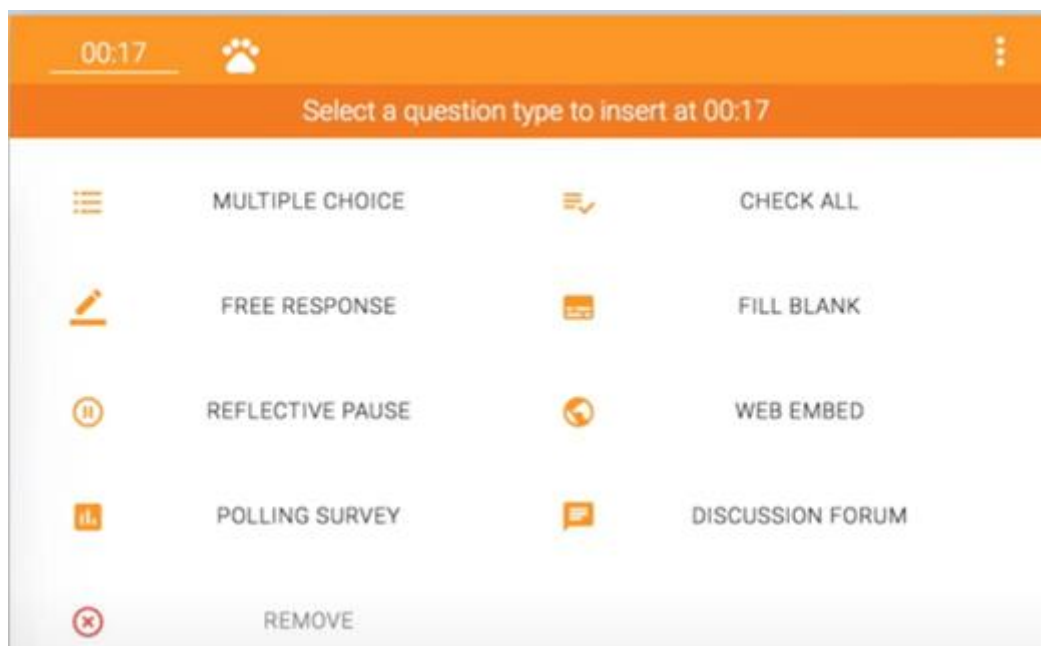 00:17
Select a question type to insert at 00:17
MULTIPLE CHOICE
CHECK ALL
FREE RESPONSE
FILL BLANK
REFLECTIVE PAUSE
WEB EMBED
POLLING SURVEY
DISCUSSION FORUM
REMOVE